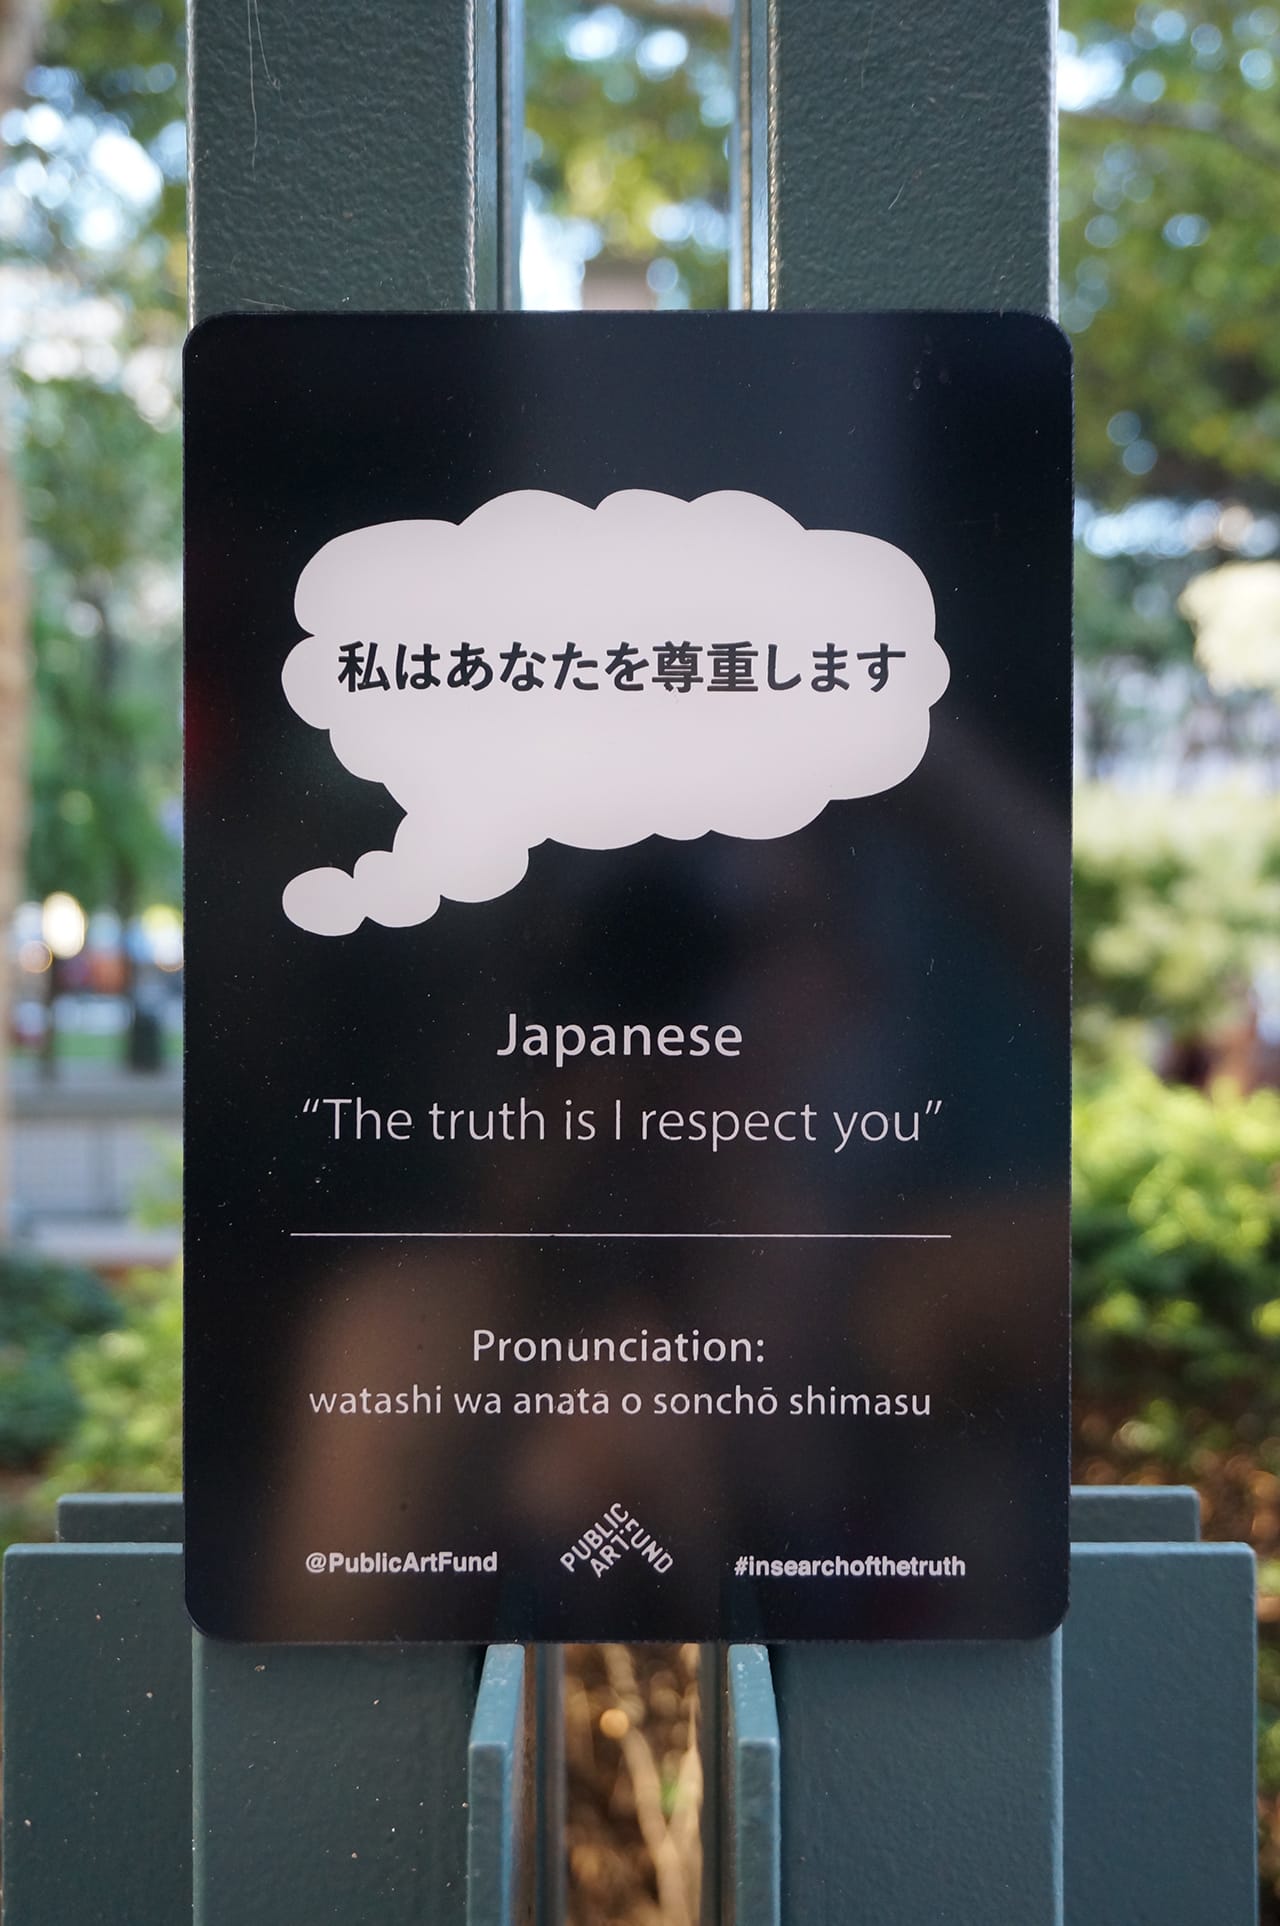 私はあなたを尊重します
Japanese
“The truth is I respect you”
Pronunciation:
watashi wa anata o sonchō shimasu
@PublicArtFund
PUBLIC
ART:FUND
#insearchofthetruth